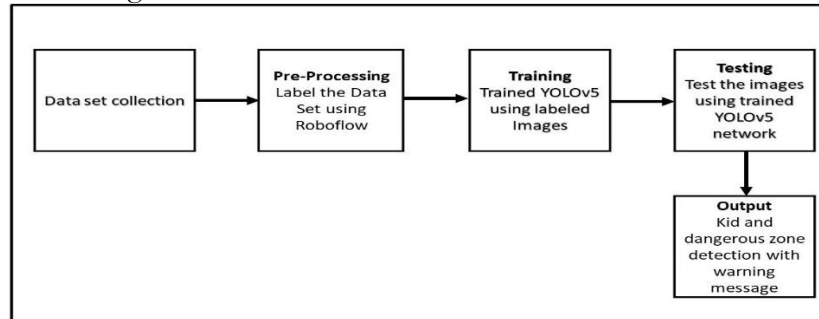 Data set collection
Pre-Processing
Label the Data
Set using
Roboflow
Training
Trained YOLOv5
using labeled
Images
Testing
Test the images
using trained
YOLOv5
network
Output
Kid and
dangerous zone
detection with
warning
message